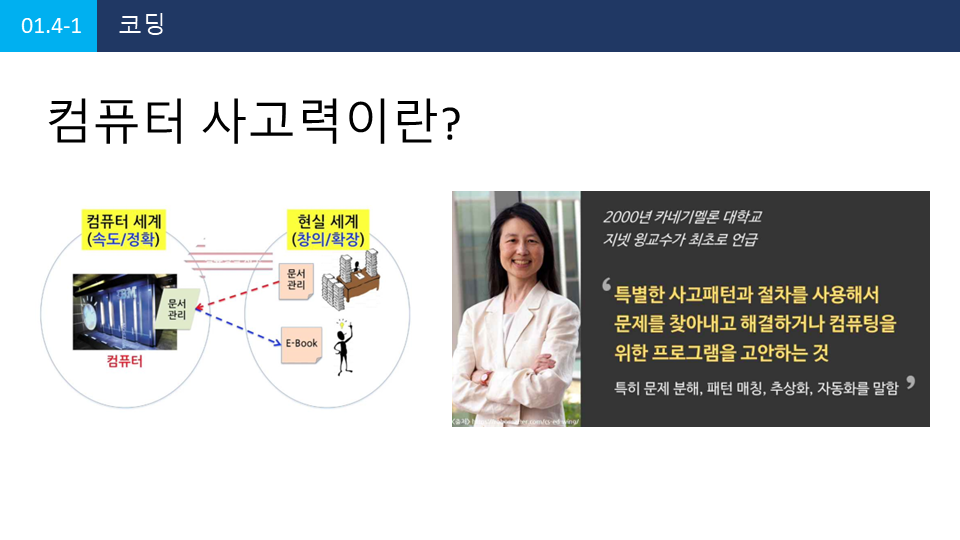 01.4-1
코딩
컴퓨터 사고력이란?
컴퓨터 세계
(속도/정확)
현실 세계
(창의/확장)
문서
관리
IBM
문서
관리
E-Book
컴퓨터
2000년 카네기멜론 대학교
지넷 윙교수가 최초로 언급
‘ 특별한 사고패턴과 절차를 사용해서
문제를 찾아내고 해결하거나 컴퓨팅을
위한 프로그램을 고안하는 것
특히 문제 분해, 패턴 매칭, 추상화, 자동화를 말함 ’